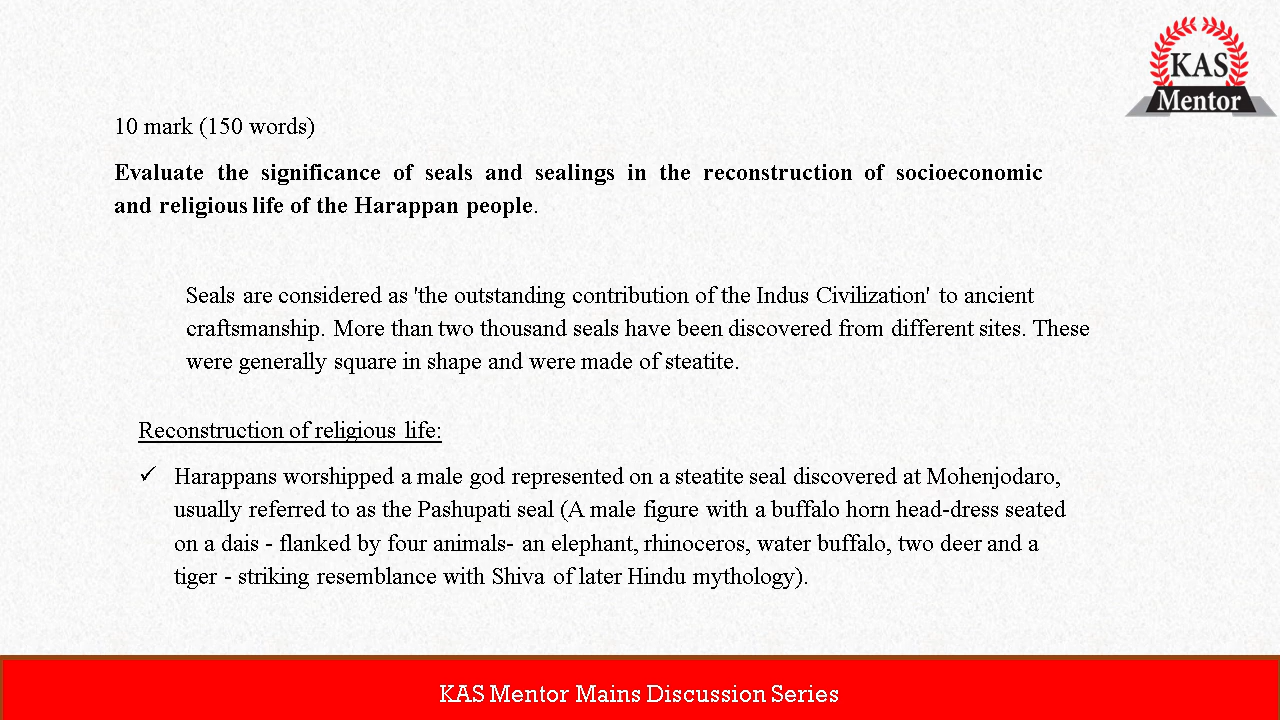 KAS
Mentor
10 mark (150 words)
Evaluate the significance of seals and sealings in the reconstruction of socioeconomic
and religious life of the Harappan people.
Seals are considered as 'the outstanding contribution of the Indus Civilization' to ancient
craftsmanship. More than two thousand seals have been discovered from different sites. These
were generally square in shape and were made of steatite.
Reconstruction of religious life:
✓ Harappans worshipped a male god represented on a steatite seal discovered at Mohenjodaro,
usually referred to as the Pashupati seal (A male figure with a buffalo horn head-dress seated
on a dais - flanked by four animals- an elephant, rhinoceros, water buffalo, two deer and a
tiger - striking resemblance with Shiva of later Hindu mythology).
KAS Mentor Mains Discussion Series